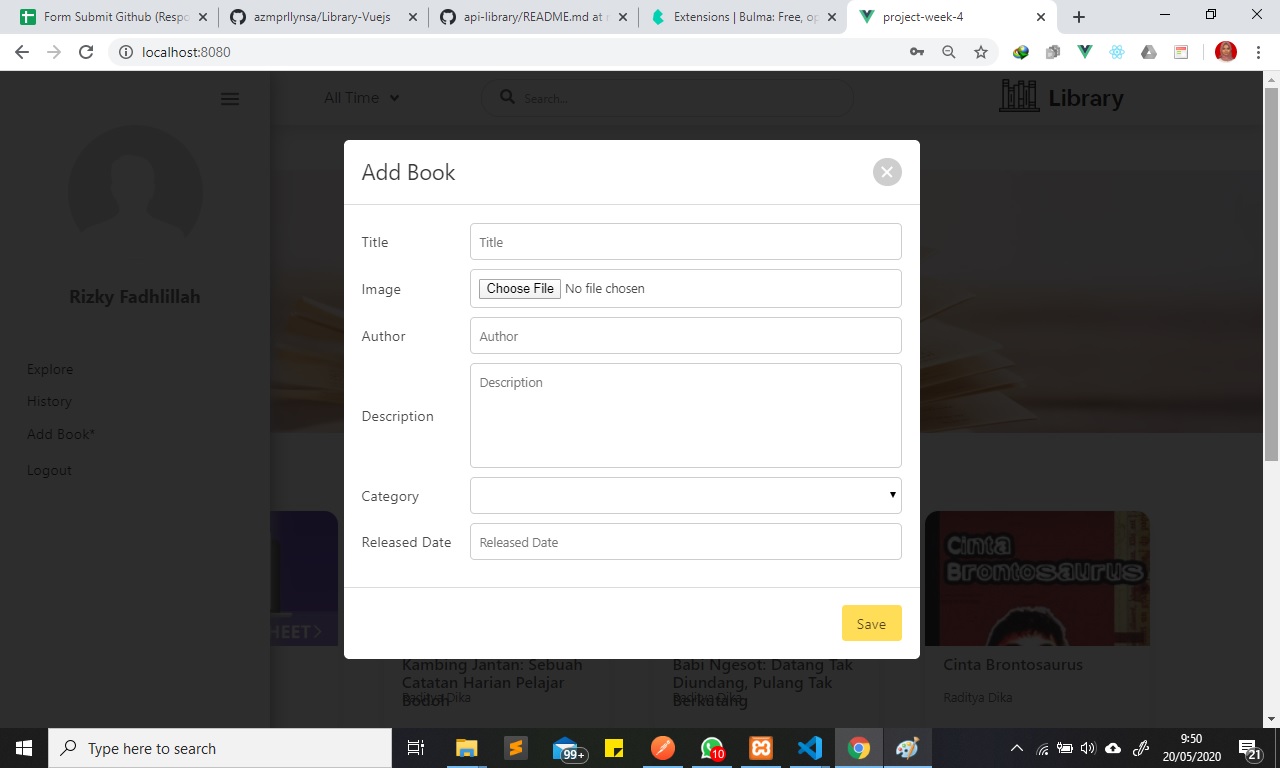 Form Submit Github (Respo
azmprllynsa/Library-Vuejs
api-library/README.md at m
Extensions | Bulma: Free, op
project-week-4
localhost:8080
All Time
Search...
Library
Rizky Fadhlillah
Explore
History
Add Book*
Logout
Add Book
Title
Title
Image
Choose File No file chosen
Author
Author
Description
Description
Category
Released Date
Released Date
Save
HEET>
Cinta
Brontosaurus
Kambing Jantan: Sebuah
Catatan Harian Pelajar
Bodoh
Raditya Dika
Babi Ngesot: Datang Tak
Diundang, Pulang Tak
Berkutang
Raditya Dika
Cinta Brontosaurus
Raditya Dika
Type here to search
99+
10
9:50
20/05/2020
21